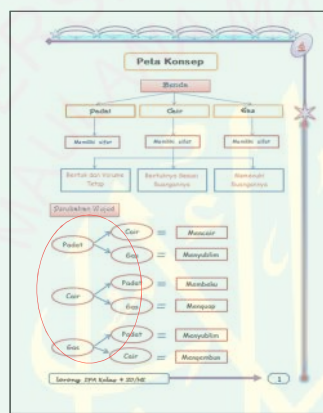 Peta Konsep
Benda
Padat Cair Gas
Memiliki sifat Memiliki sifat Memiliki sifat
Bentuk dan Volume Tetap
Bentuknya Sesuai Ruangannya
Memenuhi Ruangannya
Perubahan Wujud
Padat Cair = Mencair
Gas = Menyublim
Cair Padat = Membeku
Gas = Menguap
Gas Padat = Menyublim
Cair = Mengembun
1